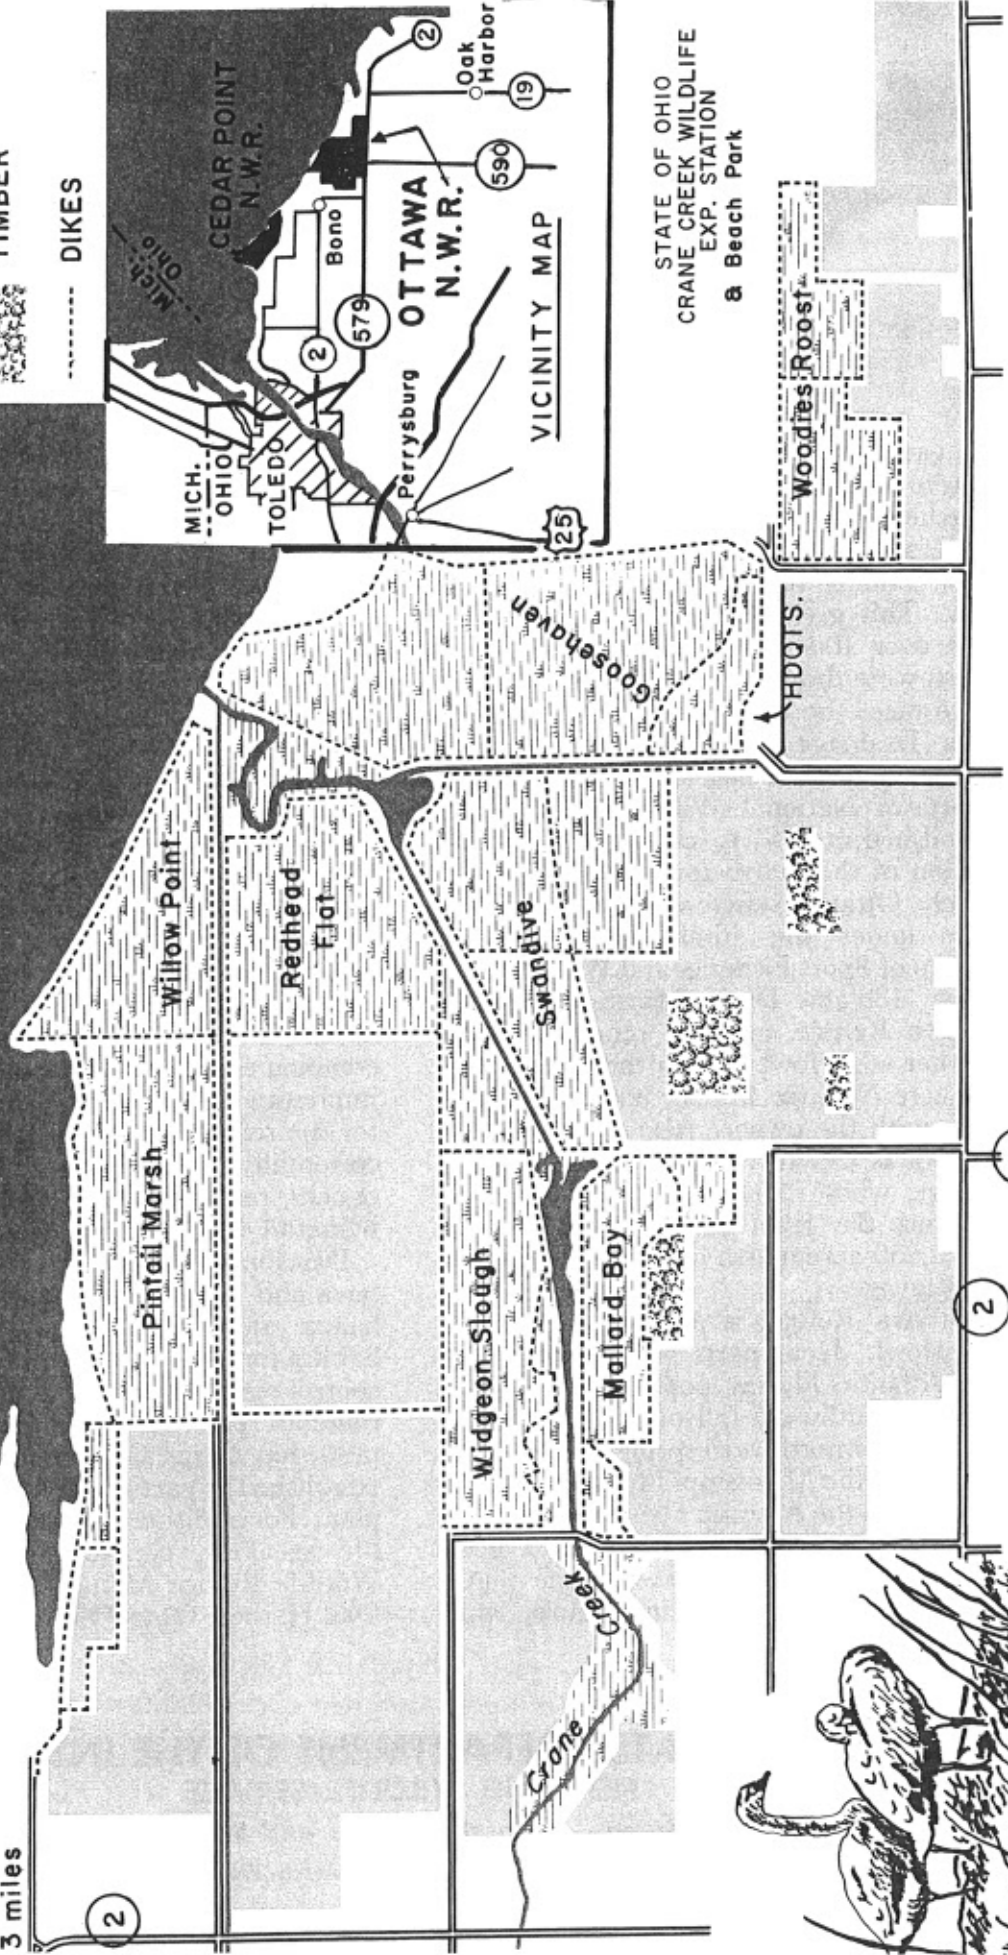 3 miles
TIMBER
DIKES
MICH.
OHIO
TOLEDO
Mich.
Ohio
CEDAR POINT
N.W.R.
Bono
2
579
2
OTTAWA
N.W.R.
590
19
Oak
Harbor
Perrysburg
25
VICINITY MAP
STATE OF OHIO
CRANE CREEK WILDLIFE
EXP. STATION
& Beach Park
2
Pintail Marsh
Willow Point
Redhead
Flat
Goosehaven
Widgeon Slough
Swandive
Mallard Bay
Crane
Creek
HDQTS.
Woodies Roost
2